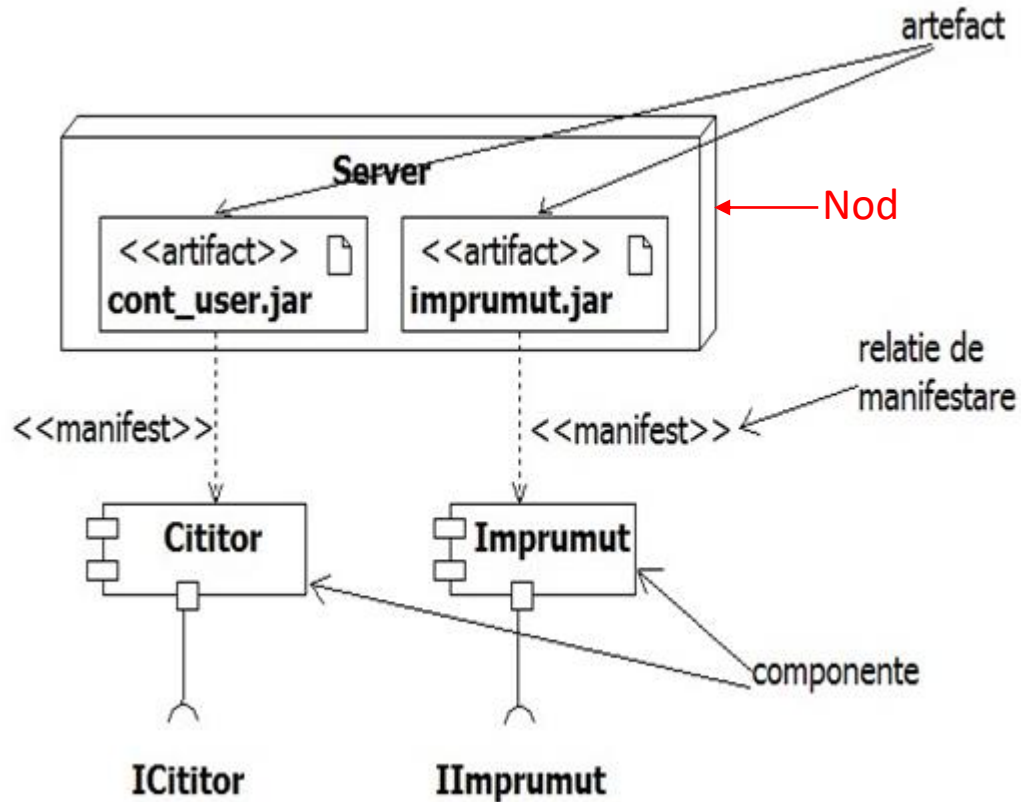 artefact
Server
Nod
<<artifact>>
cont_user.jar
<<artifact>>
imprumut.jar
relatie de
manifestare
<<manifest>>
<<manifest>>
Cititor
Imprumut
componente
ICititor
IImprumut